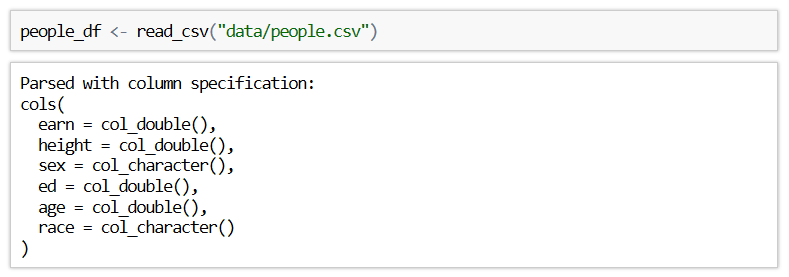 people_df <- read_csv("data/people.csv")
Parsed with column specification:
cols(
  earn = col_double(),
  height = col_double(),
  sex = col_character(),
  ed = col_double(),
  age = col_double(),
  race = col_character()
)